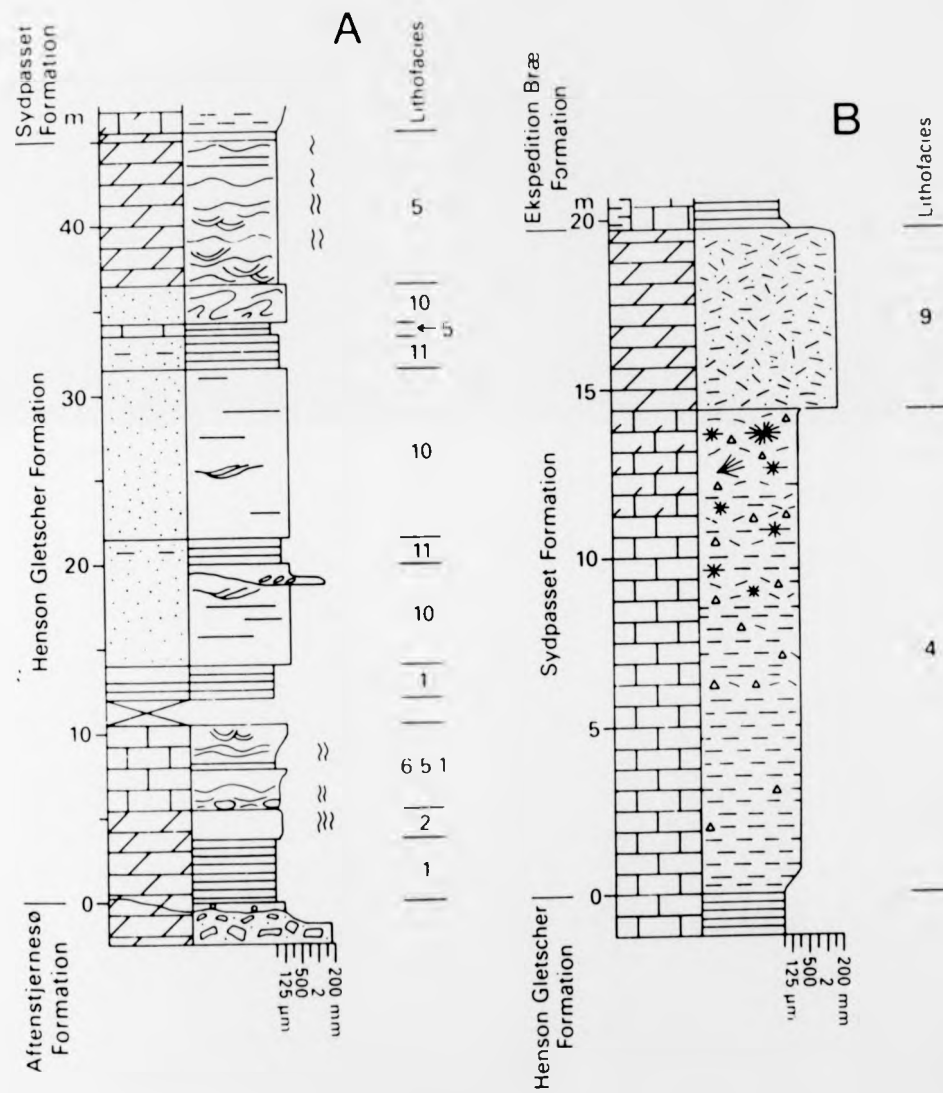 A
Sydpasset
Formation
m
40
30
20
10
0
Henson Gletscher Formation
Aftenstjernesø
Formation
Lithofacies
5
10
5
11
10
11
10
1
6 5 1
2
1
200 mm
2
500
125 µm
B
Ekspedition Bræ
Formation
m
20
15
10
5
0
Sydpasset Formation
Henson Gletscher
Formation
Lithofacies
9
4
200 mm
2
500
125 µm